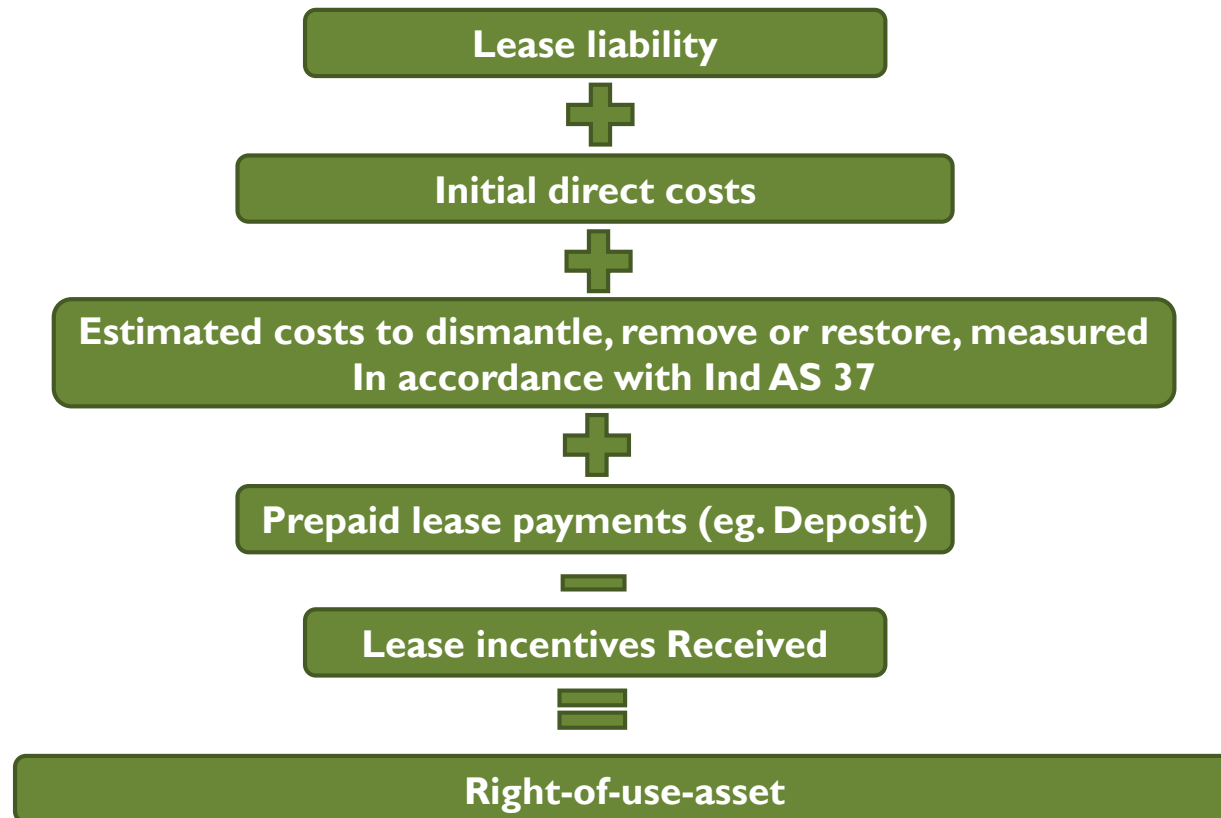 Lease liability
Initial direct costs
Estimated costs to dismantle, remove or restore, measured
In accordance with Ind AS 37
Prepaid lease payments (eg. Deposit)
Lease incentives Received
Right-of-use-asset